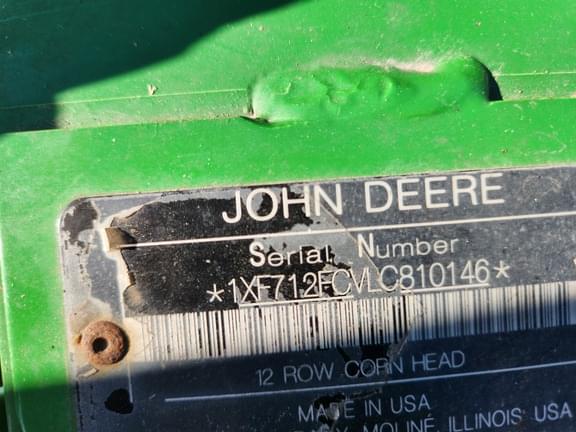 JOHN DEERE
Serial Number
*1XF712FCVLC810146*
12 ROW CORN HEAD
MADE IN USA
MOLINE, ILLINOIS USA